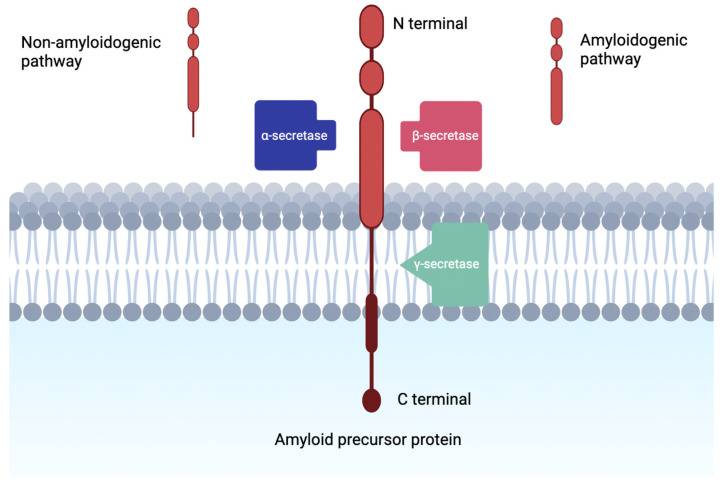 N terminal
Non-amyloidogenic
pathway
Amyloidogenic
pathway
α-secretase
β-secretase
γ-secretase
C terminal
Amyloid precursor protein